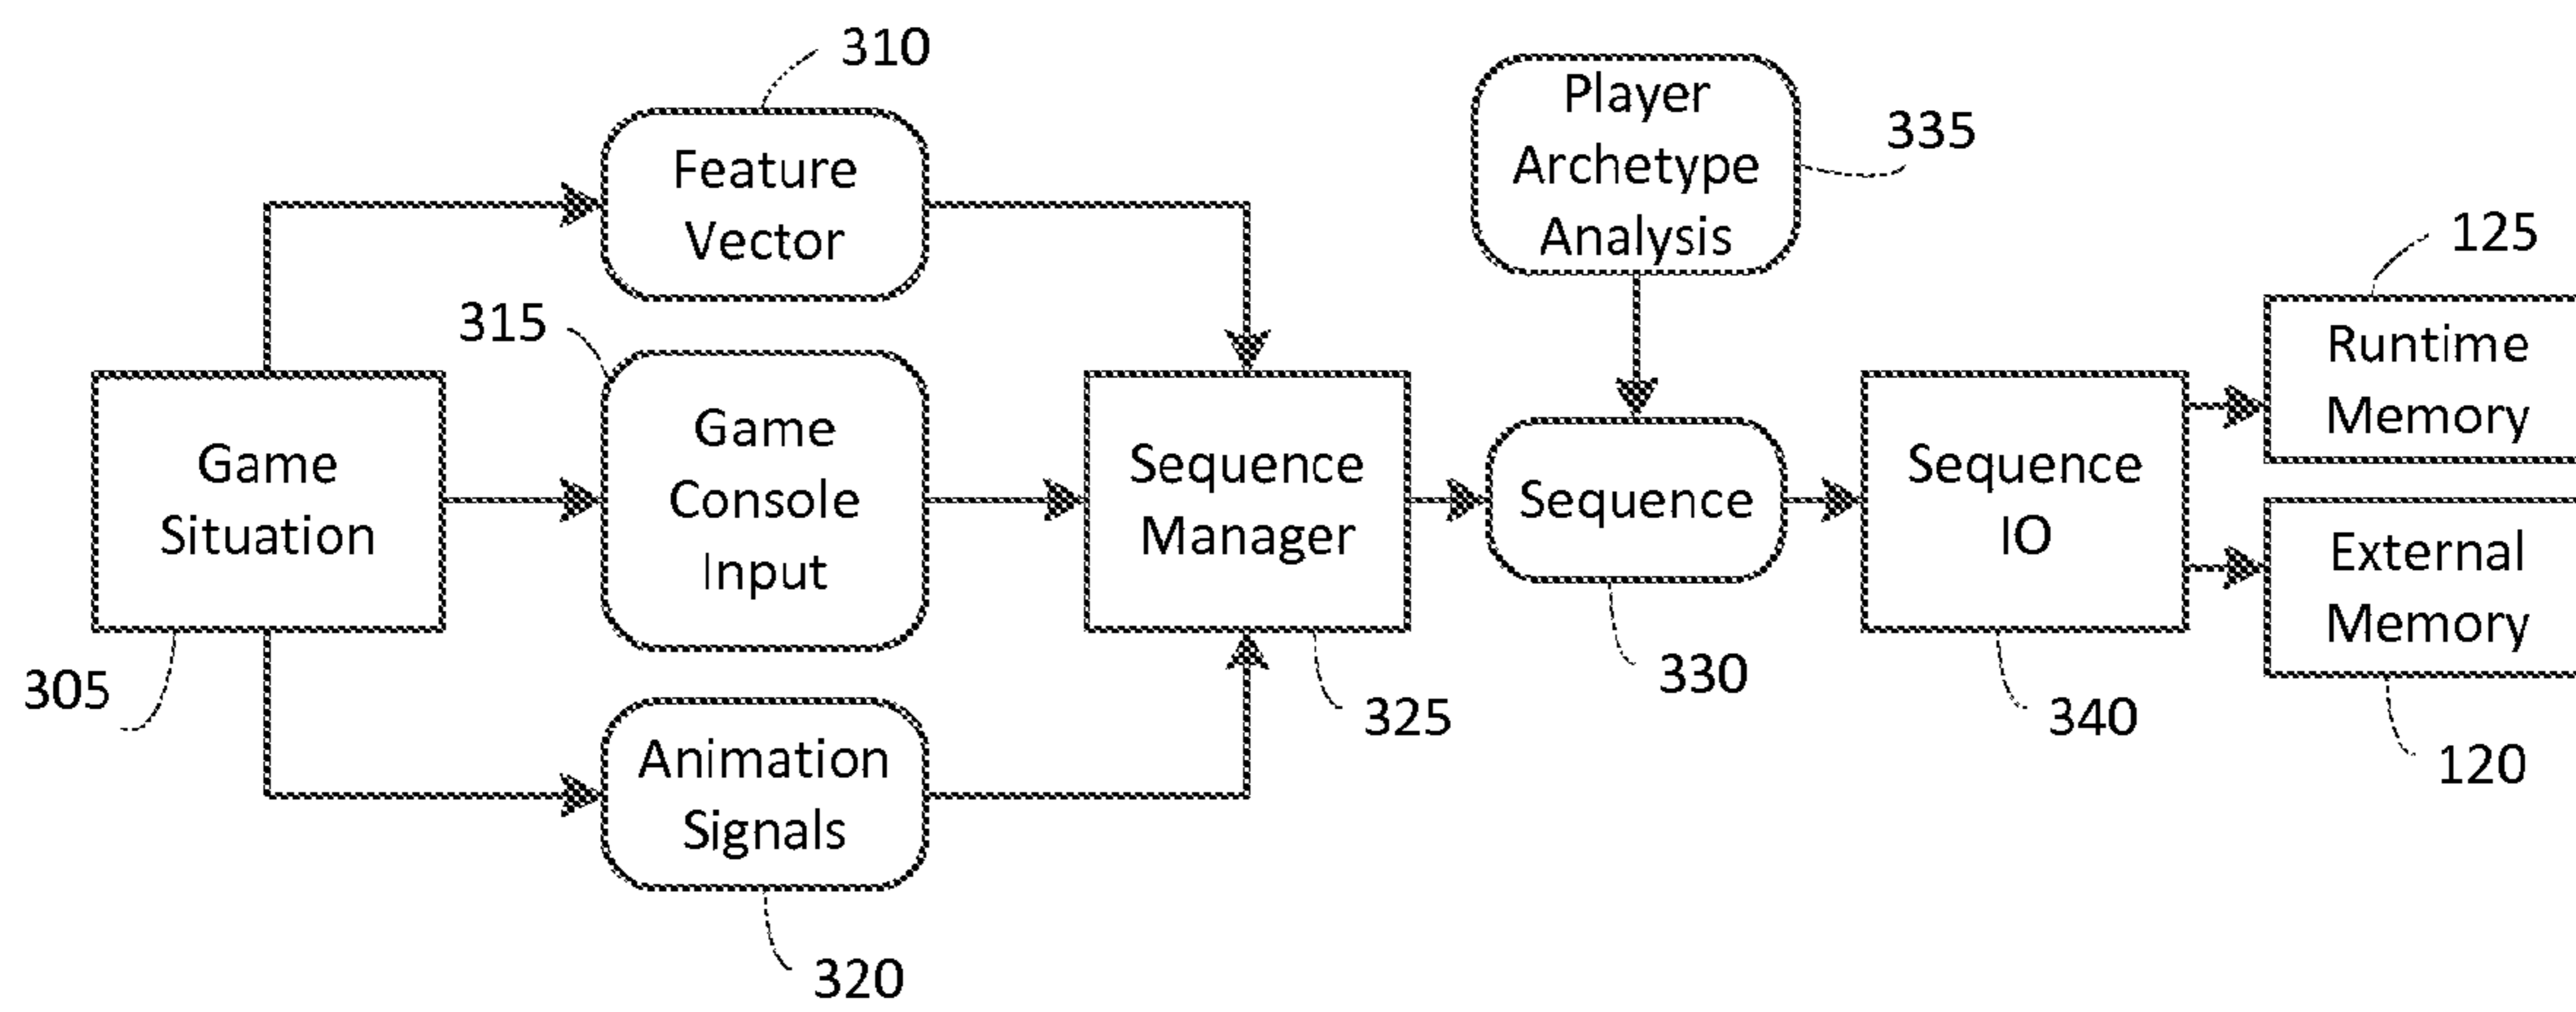 310
Feature
Vector
315
Game
Console
Input
Game
Situation
305
Animation
Signals
320
Sequence
Manager
325
Player
Archetype
Analysis
335
Sequence
330
Sequence
IO
340
125
Runtime
Memory
External
Memory
120